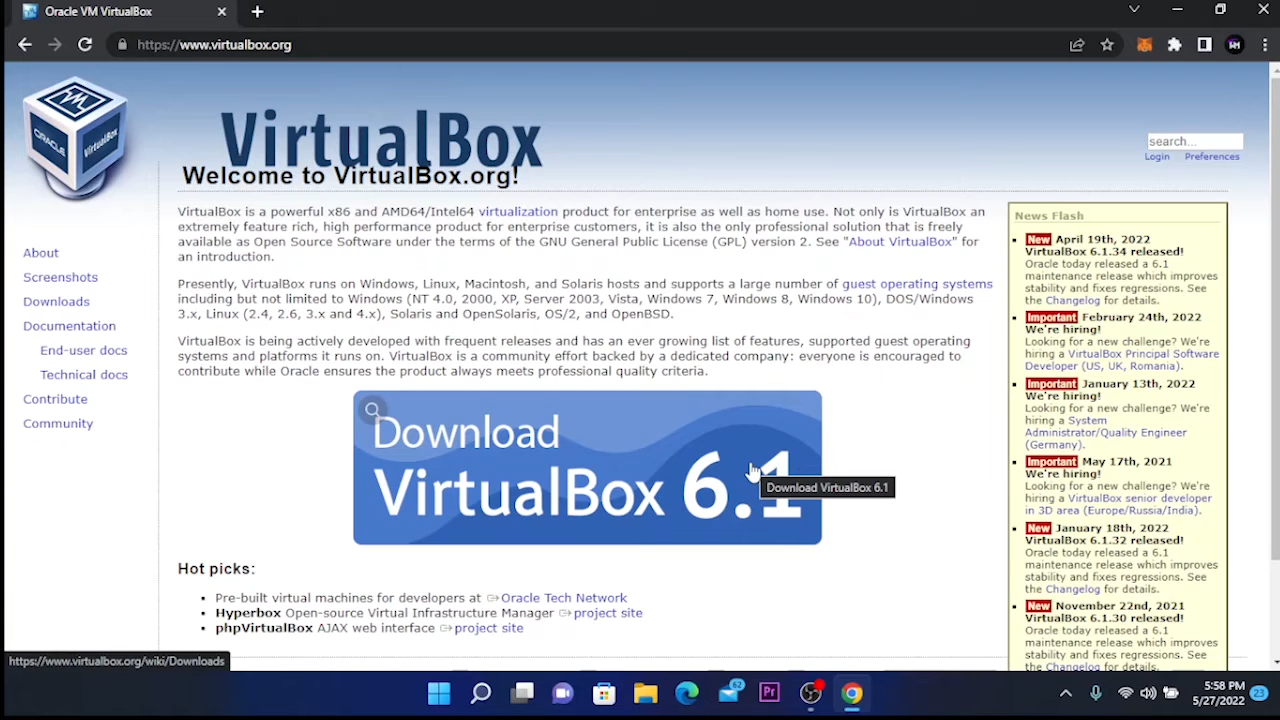 Oracle VM VirtualBox
https://www.virtualbox.org
ORACLE
VirtualBox
VirtualBox
search...
Login Preferences
Welcome to VirtualBox.org!
About
Screenshots
Downloads
Documentation
End-user docs
Technical docs
Contribute
Community
VirtualBox is a powerful x86 and AMD64/Intel64 virtualization product for enterprise as well as home use. Not only is VirtualBox an
extremely feature rich, high performance product for enterprise customers, it is also the only professional solution that is freely
available as Open Source Software under the terms of the GNU General Public License (GPL) version 2. See "About VirtualBox" for
an introduction.
Presently, VirtualBox runs on Windows, Linux, Macintosh, and Solaris hosts and supports a large number of guest operating systems
including but not limited to Windows (NT 4.0, 2000, XP, Server 2003, Vista, Windows 7, Windows 8, Windows 10), DOS/Windows
3.x, Linux (2.4, 2.6, 3.x and 4.x), Solaris and OpenSolaris, OS/2, and OpenBSD.
VirtualBox is being actively developed with frequent releases and has an ever growing list of features, supported guest operating
systems and platforms it runs on. VirtualBox is a community effort backed by a dedicated company: everyone is encouraged to
contribute while Oracle ensures the product always meets professional quality criteria.
Download
VirtualBox 6.1
Download VirtualBox 6.1
Hot picks:
Pre-built virtual machines for developers at Oracle Tech Network
Hyperbox Open-source Virtual Infrastructure Manager project site
phpVirtualBox AJAX web interface project site
News Flash
New April 19th, 2022
VirtualBox 6.1.34 released!
Oracle today released a 6.1
maintenance release which improves
stability and fixes regressions. See
the Changelog for details.
Important February 24th, 2022
We're hiring!
Looking for a new challenge? We're
hiring a VirtualBox Principal Software
Developer (US, UK, Romania).
Important January 13th, 2022
We're hiring!
Looking for a new challenge? We're
hiring a System
Administrator/Quality Engineer
(Germany).
Important May 17th, 2021
We're hiring!
Looking for a new challenge? We're
hiring a VirtualBox senior developer
in 3D area (Europe/Russia/India).
New January 18th, 2022
VirtualBox 6.1.32 released!
Oracle today released a 6.1
maintenance release which improves
stability and fixes regressions. See
the Changelog for details.
New November 22nd, 2021
VirtualBox 6.1.30 released!
Oracle today released a 6.1
maintenance release which improves
stability and fixes regressions. See
the Changelog for details.
https://www.virtualbox.org/wiki/Downloads
62
Pr
5:58 PM
5/27/2022
23